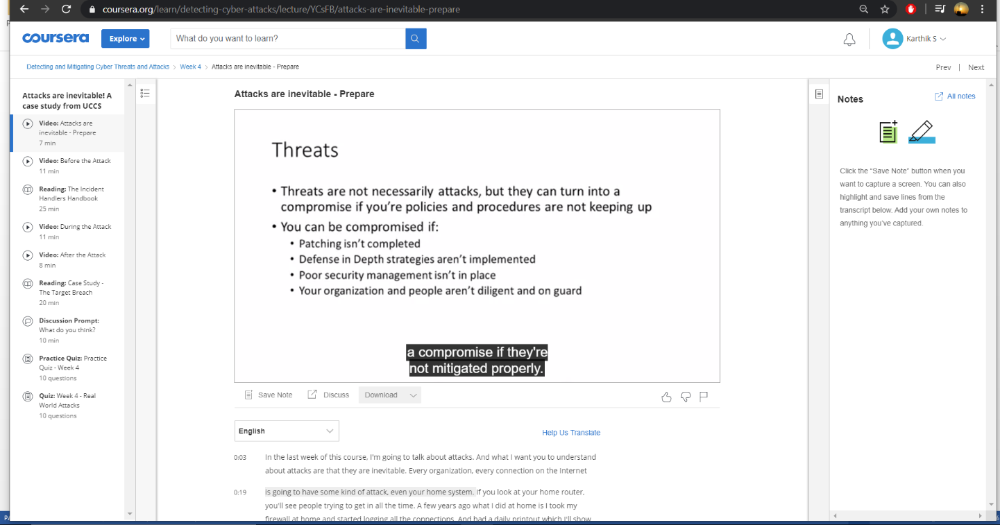 coursera.org/learn/detecting-cyber-attacks/lecture/YCsFB/attacks-are-inevitable-prepare
coursera
Explore
What do you want to learn?
Karthik S
Detecting and Mitigating Cyber Threats and Attacks > Week 4 > Attacks are inevitable - Prepare
Prev | Next
Attacks are inevitable! A
case study from UCCS
Video: Attacks are
inevitable - Prepare
7 min
Video: Before the Attack
11 min
Reading: The Incident
Handlers Handbook
25 min
Video: During the Attack
11 min
Video: After the Attack
8 min
Reading: Case Study -
The Target Breach
20 min
Discussion Prompt:
What do you think?
10 min
Practice Quiz: Practice
Quiz - Week 4
10 questions
Quiz: Week 4 - Real
World Attacks
10 questions
Attacks are inevitable - Prepare
Threats
• Threats are not necessarily attacks, but they can turn into a
compromise if you're policies and procedures are not keeping up
• You can be compromised if:
• Patching isn't completed
• Defense in Depth strategies aren't implemented
• Poor security management isn't in place
• Your organization and people aren't diligent and on guard
a compromise if they're
not mitigated properly.
Save Note
Discuss
Download
English
Help Us Translate
0:03 In the last week of this course, I'm going to talk about attacks. And what I want you to understand
about attacks are that they are inevitable. Every organization, every connection on the Internet
0:19 is going to have some kind of attack, even your home system. If you look at your home router,
you'll see people trying to get in all the time. A few years ago what I did at home is I took my
firewall at home and started logging all the connections. And had a daily printout which I'll show
Notes
All notes
Click the “Save Note” button when you
want to capture a screen. You can also
highlight and save lines from the
transcript below. Add your own notes to
anything you've captured.